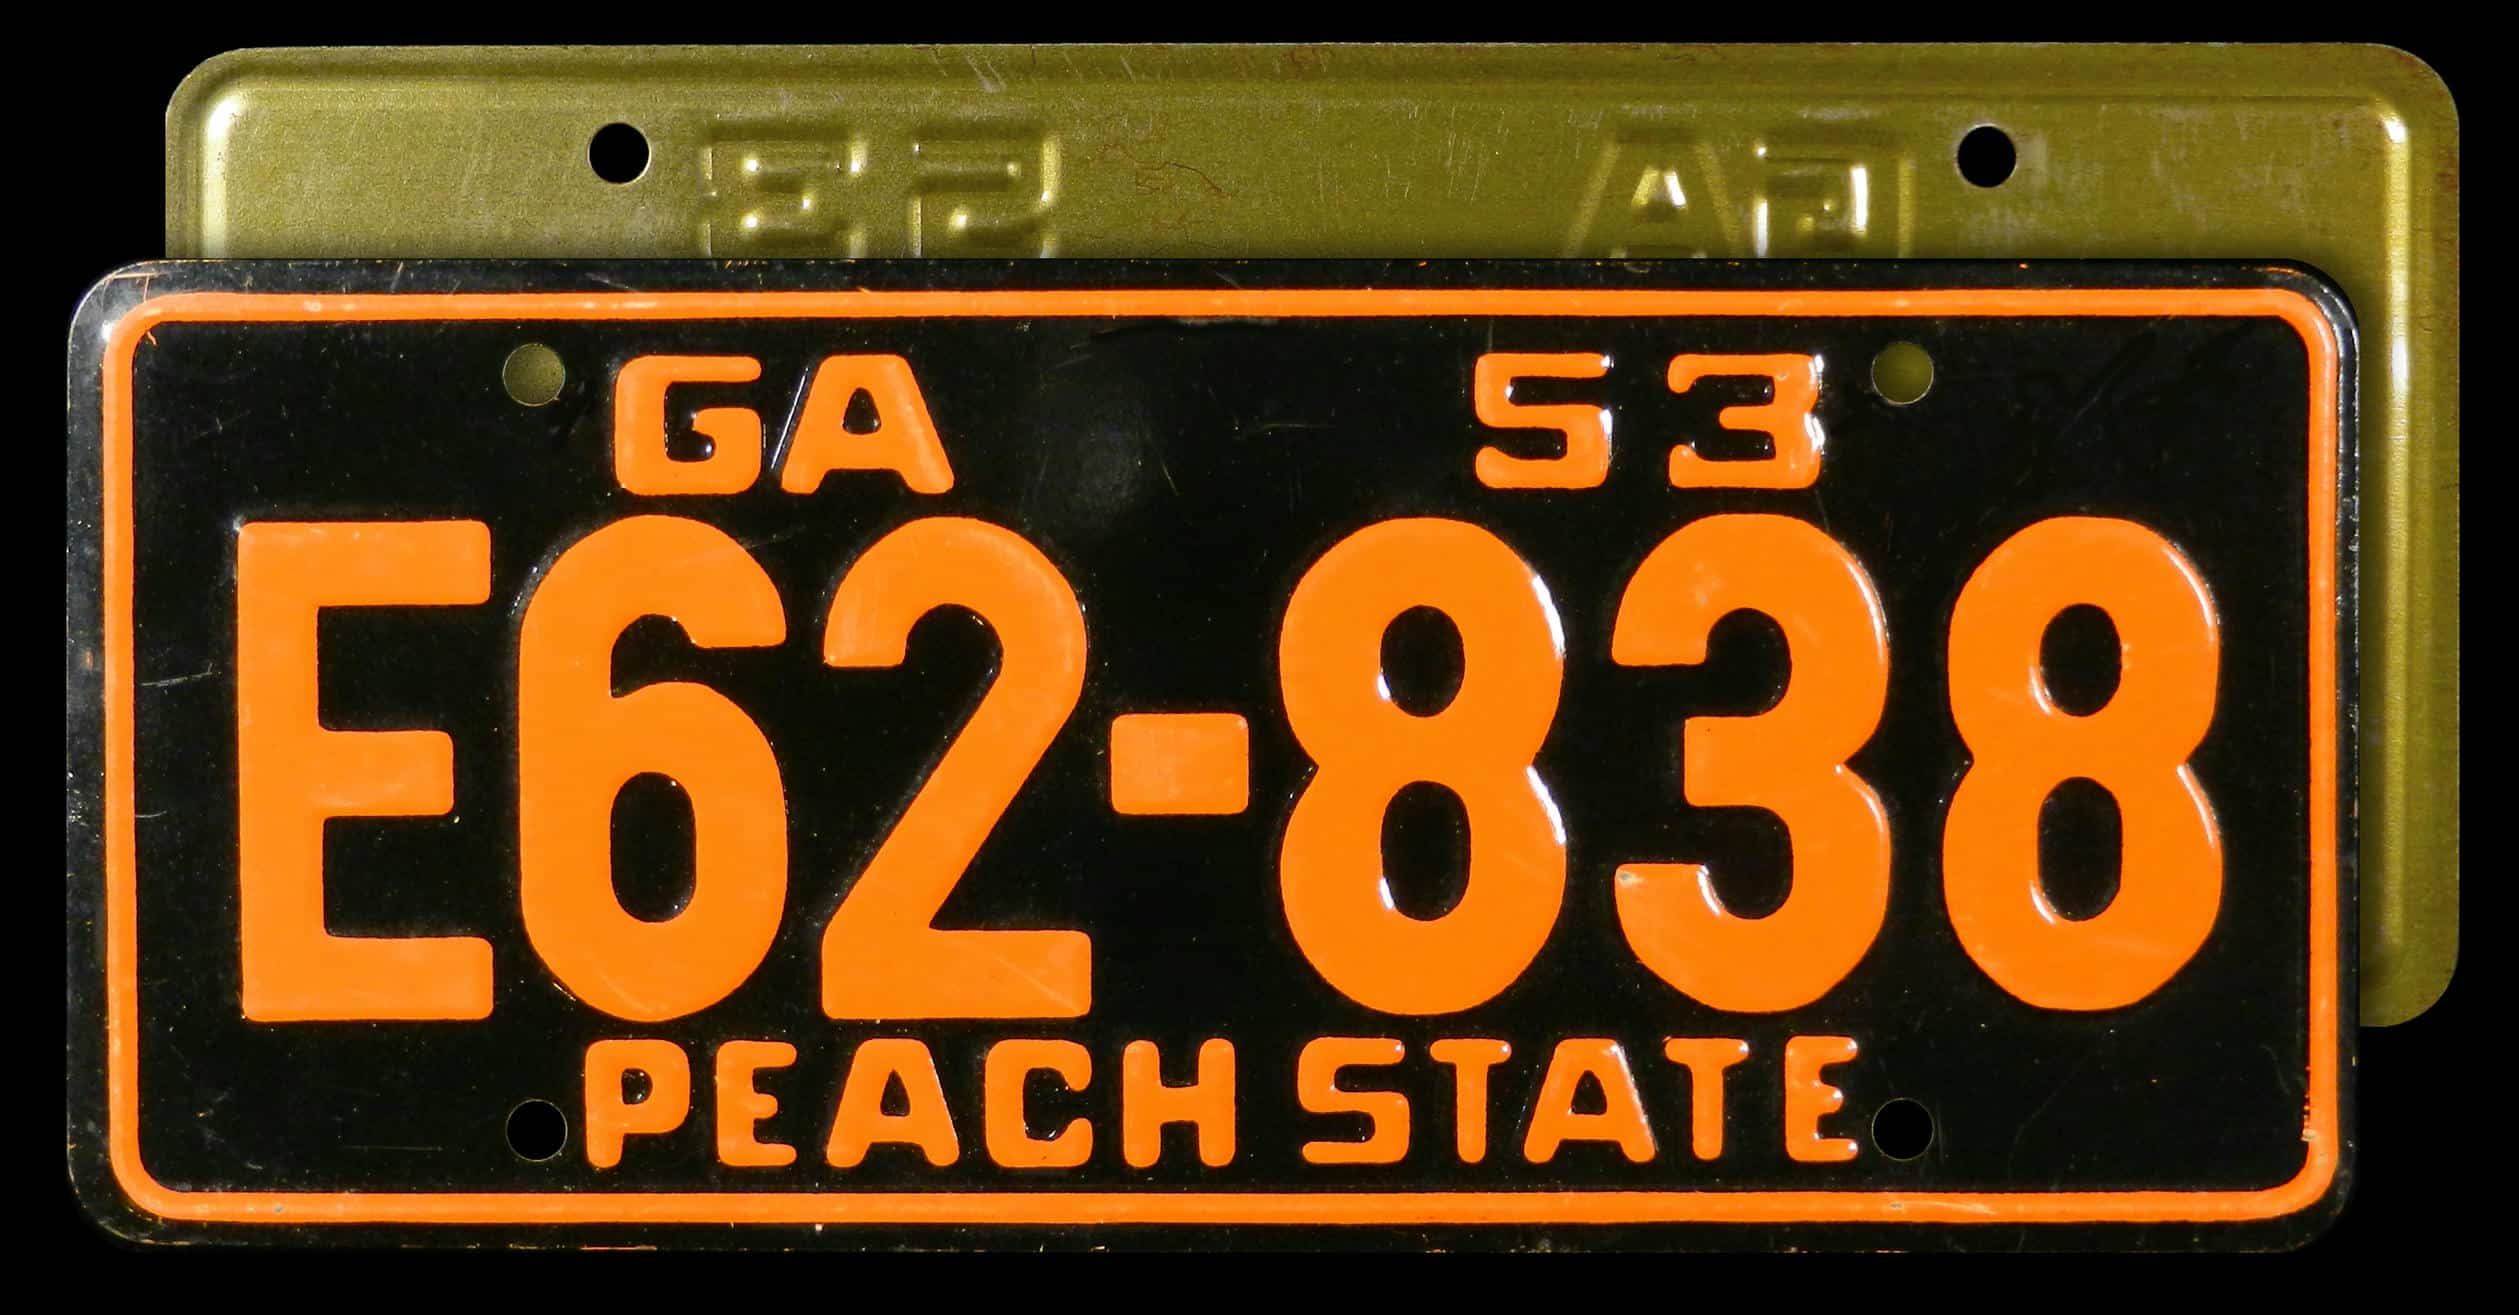 GA 53
E62-838
PEACH STATE